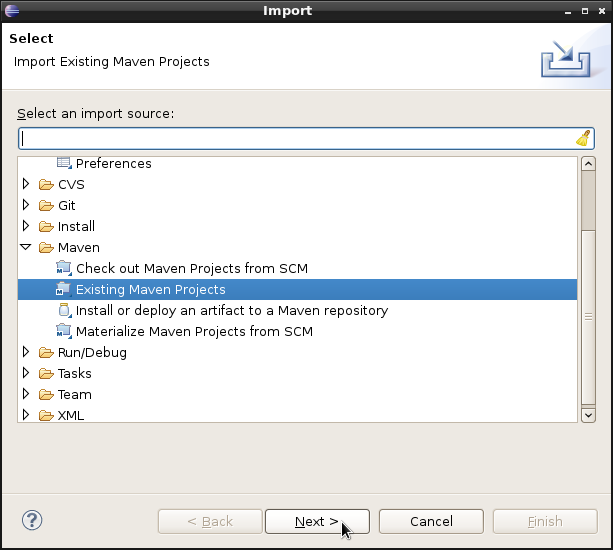 Import
Select
Import Existing Maven Projects
Select an import source:
Preferences
CVS
Git
Install
Maven
Check out Maven Projects from SCM
Existing Maven Projects
Install or deploy an artifact to a Maven repository
Materialize Maven Projects from SCM
Run/Debug
Tasks
Team
XML
? < Back Next > Cancel Finish